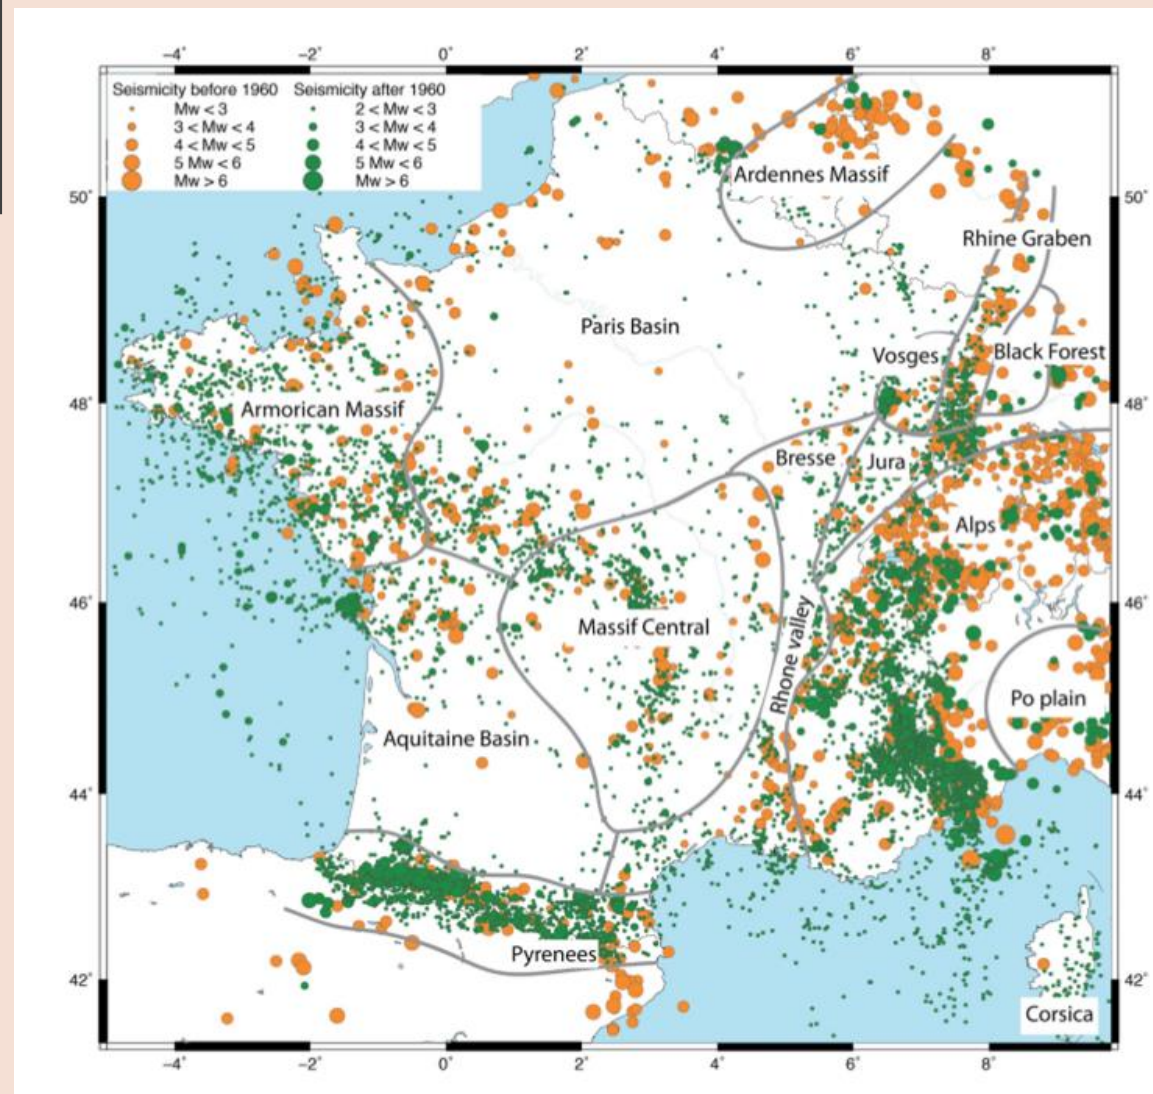 −4° −2° 0° 2° 4° 6° 8°
Seismicity before 1960 Seismicity after 1960
Mw < 3 2 < Mw < 3
3 < Mw < 4 3 < Mw < 4
4 < Mw < 5 4 < Mw < 5
5 Mw < 6 5 Mw < 6
Mw > 6 Mw > 6
Ardennes Massif
50° 50°
Rhine Graben
Paris Basin
Vosges Black Forest
48° 48°
Armorican Massif
Bresse Jura
Alps
46° 46°
Massif Central
Rhone valley
Po plain
Aquitaine Basin
44° 44°
Pyrenees
42° 42°
Corsica
−4° −2° 0° 2° 4° 6° 8°